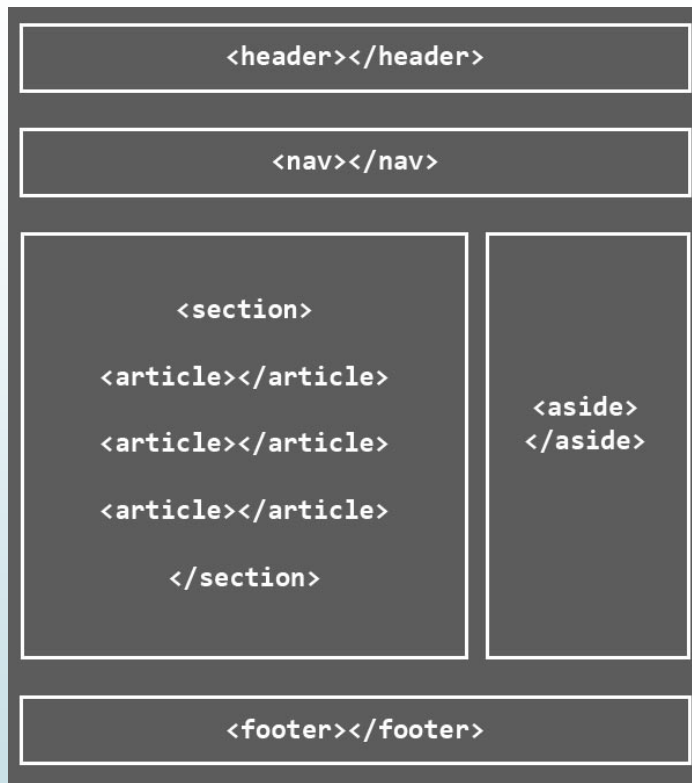 <header></header>
<nav></nav>
<section>
<article></article>
<article></article>
<article></article>
</section>
<aside>
</aside>
<footer></footer>